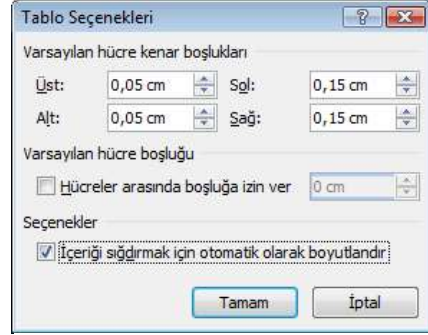 Tablo Seçenekleri
Varsayılan hücre kenar boşlukları
Üst: 0,05 cm Sol: 0,15 cm
Alt: 0,05 cm Sağ: 0,15 cm
Varsayılan hücre boşluğu
Hücreler arasında boşluğa izin ver 0 cm
Seçenekler
İçeriği sığdırmak için otomatik olarak boyutlandır
Tamam İptal